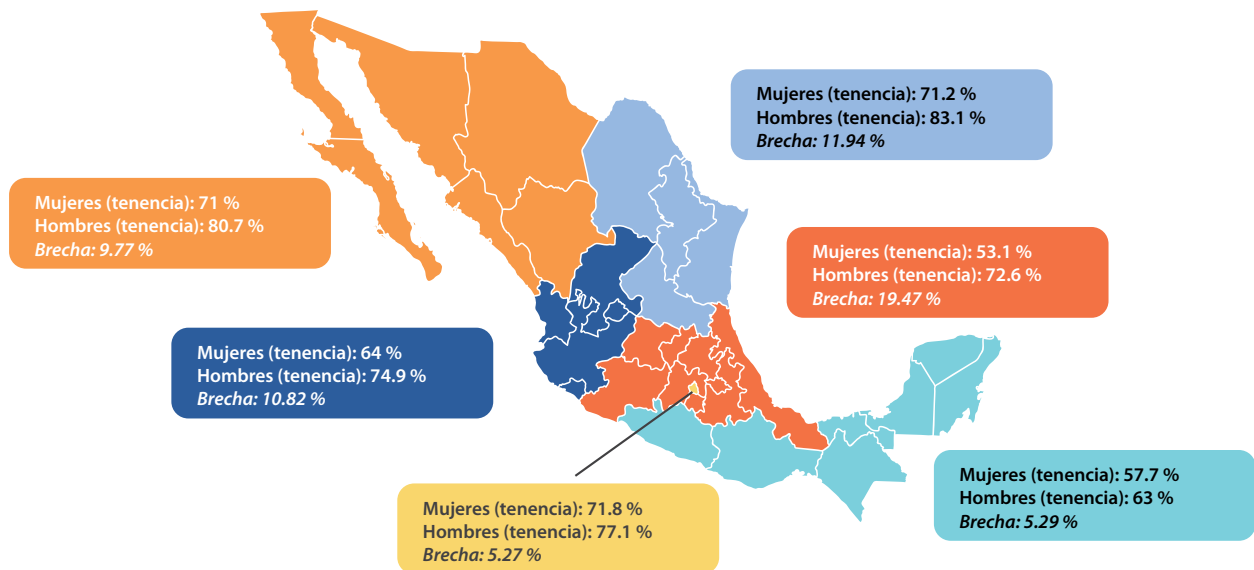 Mujeres (tenencia): 71.2 %
Hombres (tenencia): 83.1 %
Brecha: 11.94 %
Mujeres (tenencia): 71 %
Hombres (tenencia): 80.7 %
Brecha: 9.77 %
Mujeres (tenencia): 53.1 %
Hombres (tenencia): 72.6 %
Brecha: 19.47 %
Mujeres (tenencia): 64 %
Hombres (tenencia): 74.9 %
Brecha: 10.82 %
Mujeres (tenencia): 57.7 %
Hombres (tenencia): 63 %
Brecha: 5.29 %
Mujeres (tenencia): 71.8 %
Hombres (tenencia): 77.1 %
Brecha: 5.27 %